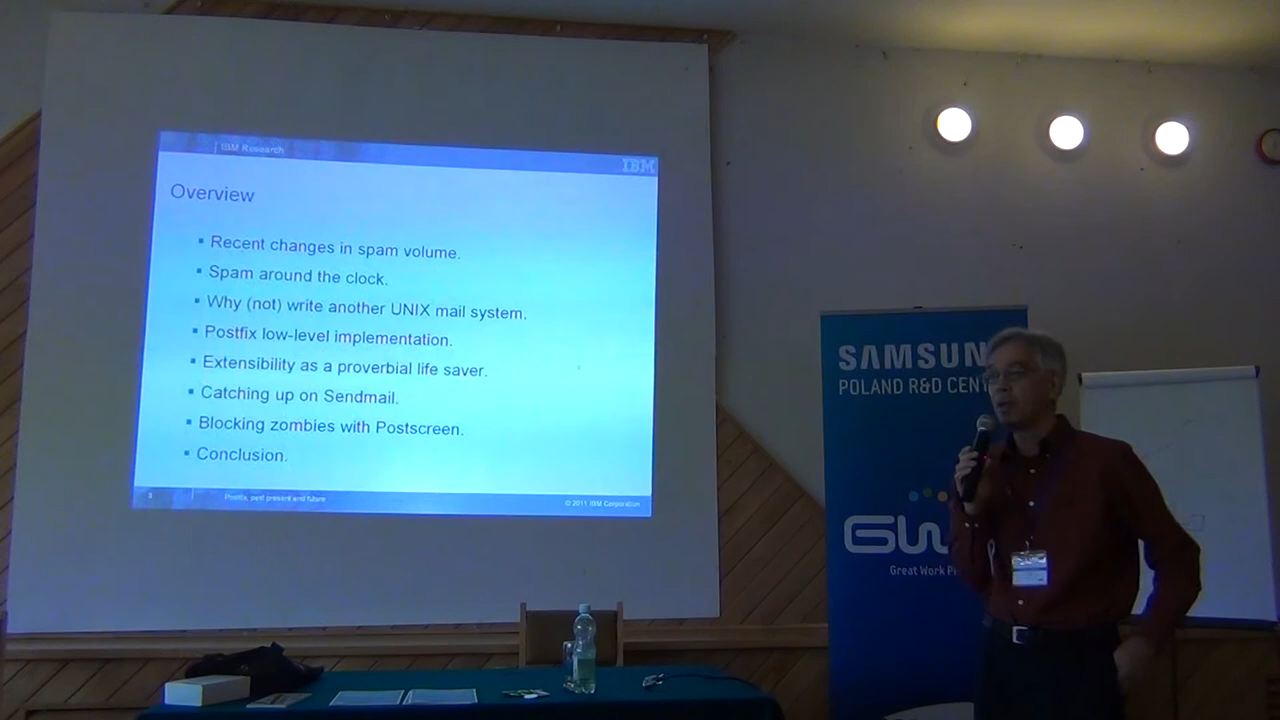 IBM Research
IBM
Overview
▪ Recent changes in spam volume.
▪ Spam around the clock.
▪ Why (not) write another UNIX mail system.
▪ Postfix low-level implementation.
▪ Extensibility as a proverbial life saver.
▪ Catching up on Sendmail.
▪ Blocking zombies with Postscreen.
▪ Conclusion.
3
Postfix, past present and future
© 2011 IBM Corporation
SAMSUN
POLAND R&D CEN
GW
Great Work P